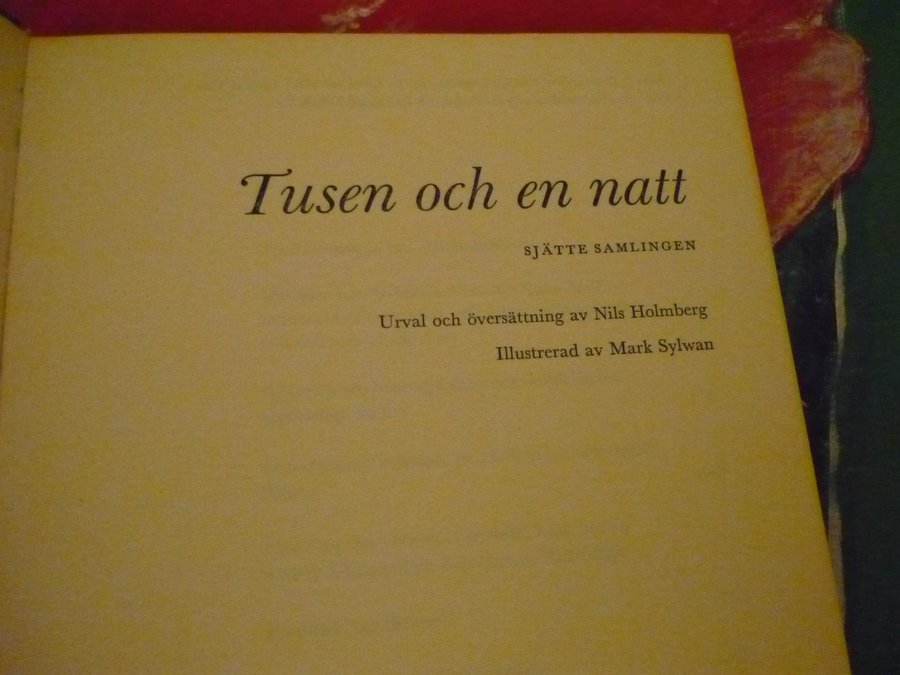 Tusen och en natt
SJÄTTE SAMLINGEN
Urval och översättning av Nils Holmberg
Illustrerad av Mark Sylwan